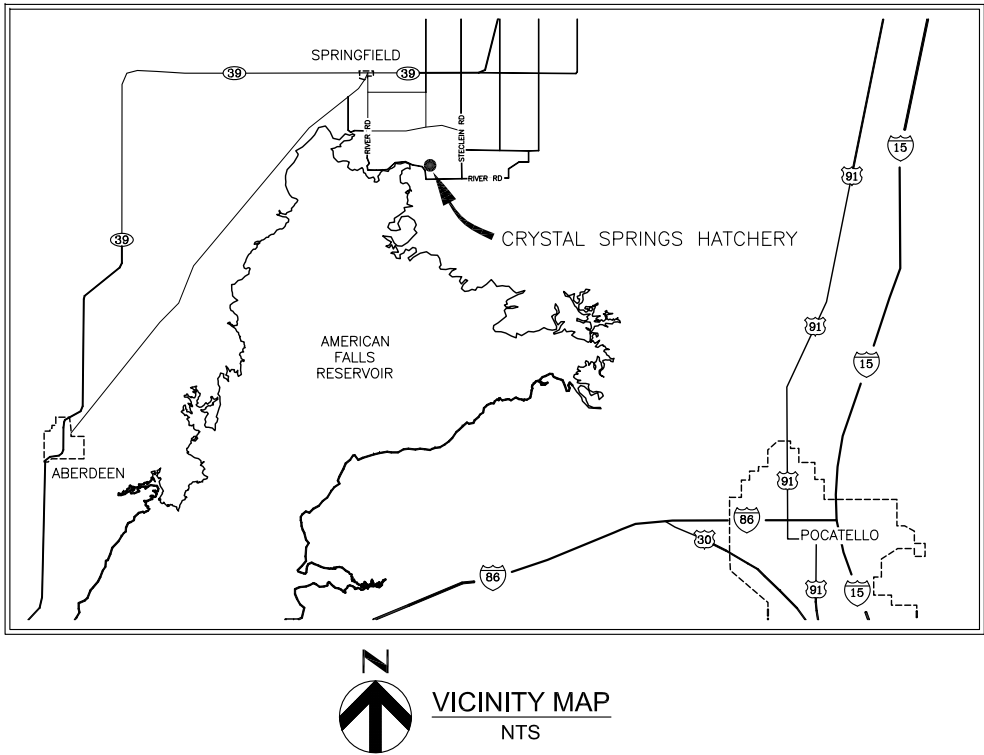 SPRINGFIELD
39
39
RIVER RD
STECLEIN RD
15
RIVER RD
91
39
CRYSTAL SPRINGS HATCHERY
91
AMERICAN
FALLS
RESERVOIR
15
ABERDEEN
91
86
30
POCATELLO
86
91
15
N
VICINITY MAP
NTS